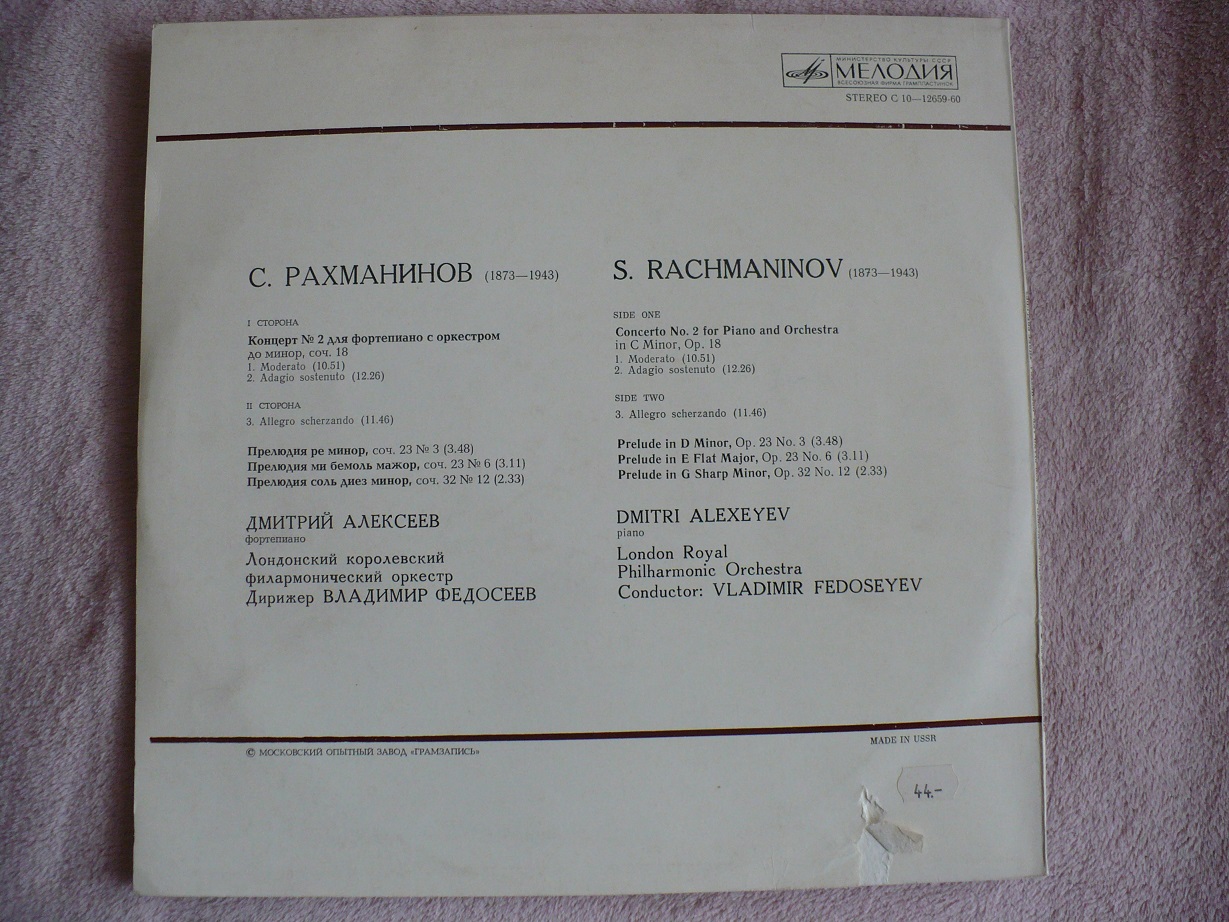 МИНИСТЕРСТВО КУЛЬТУРЫ СССР
МЕЛОДИЯ
ВСЕСОЮЗНАЯ ФИРМА ГРАМПЛАСТИНОК
STEREO С 10—12659-60
С. РАХМАНИНОВ (1873—1943)
I СТОРОНА
Концерт № 2 для фортепиано с оркестром
до минор, соч. 18
1. Moderato (10.51)
2. Adagio sostenuto (12.26)
II СТОРОНА
3. Allegro scherzando (11.46)
Прелюдия ре минор, соч. 23 № 3 (3.48)
Прелюдия ми бемоль мажор, соч. 23 № 6 (3.11)
Прелюдия соль диез минор, соч. 32 № 12 (2.33)
ДМИТРИЙ АЛЕКСЕЕВ
фортепиано
Лондонский королевский
филармонический оркестр
Дирижер ВЛАДИМИР ФЕДОСЕЕВ
S. RACHMANINOV (1873—1943)
SIDE ONE
Concerto No. 2 for Piano and Orchestra
in C Minor, Op. 18
1. Moderato (10.51)
2. Adagio sostenuto (12.26)
SIDE TWO
3. Allegro scherzando (11.46)
Prelude in D Minor, Op. 23 No. 3 (3.48)
Prelude in E Flat Major, Op. 23 No. 6 (3.11)
Prelude in G Sharp Minor, Op. 32 No. 12 (2.33)
DMITRI ALEXEYEV
piano
London Royal
Philharmonic Orchestra
Conductor: VLADIMIR FEDOSEYEV
© МОСКОВСКИЙ ОПЫТНЫЙ ЗАВОД «ГРАМЗАПИСЬ»
MADE IN USSR
44.-